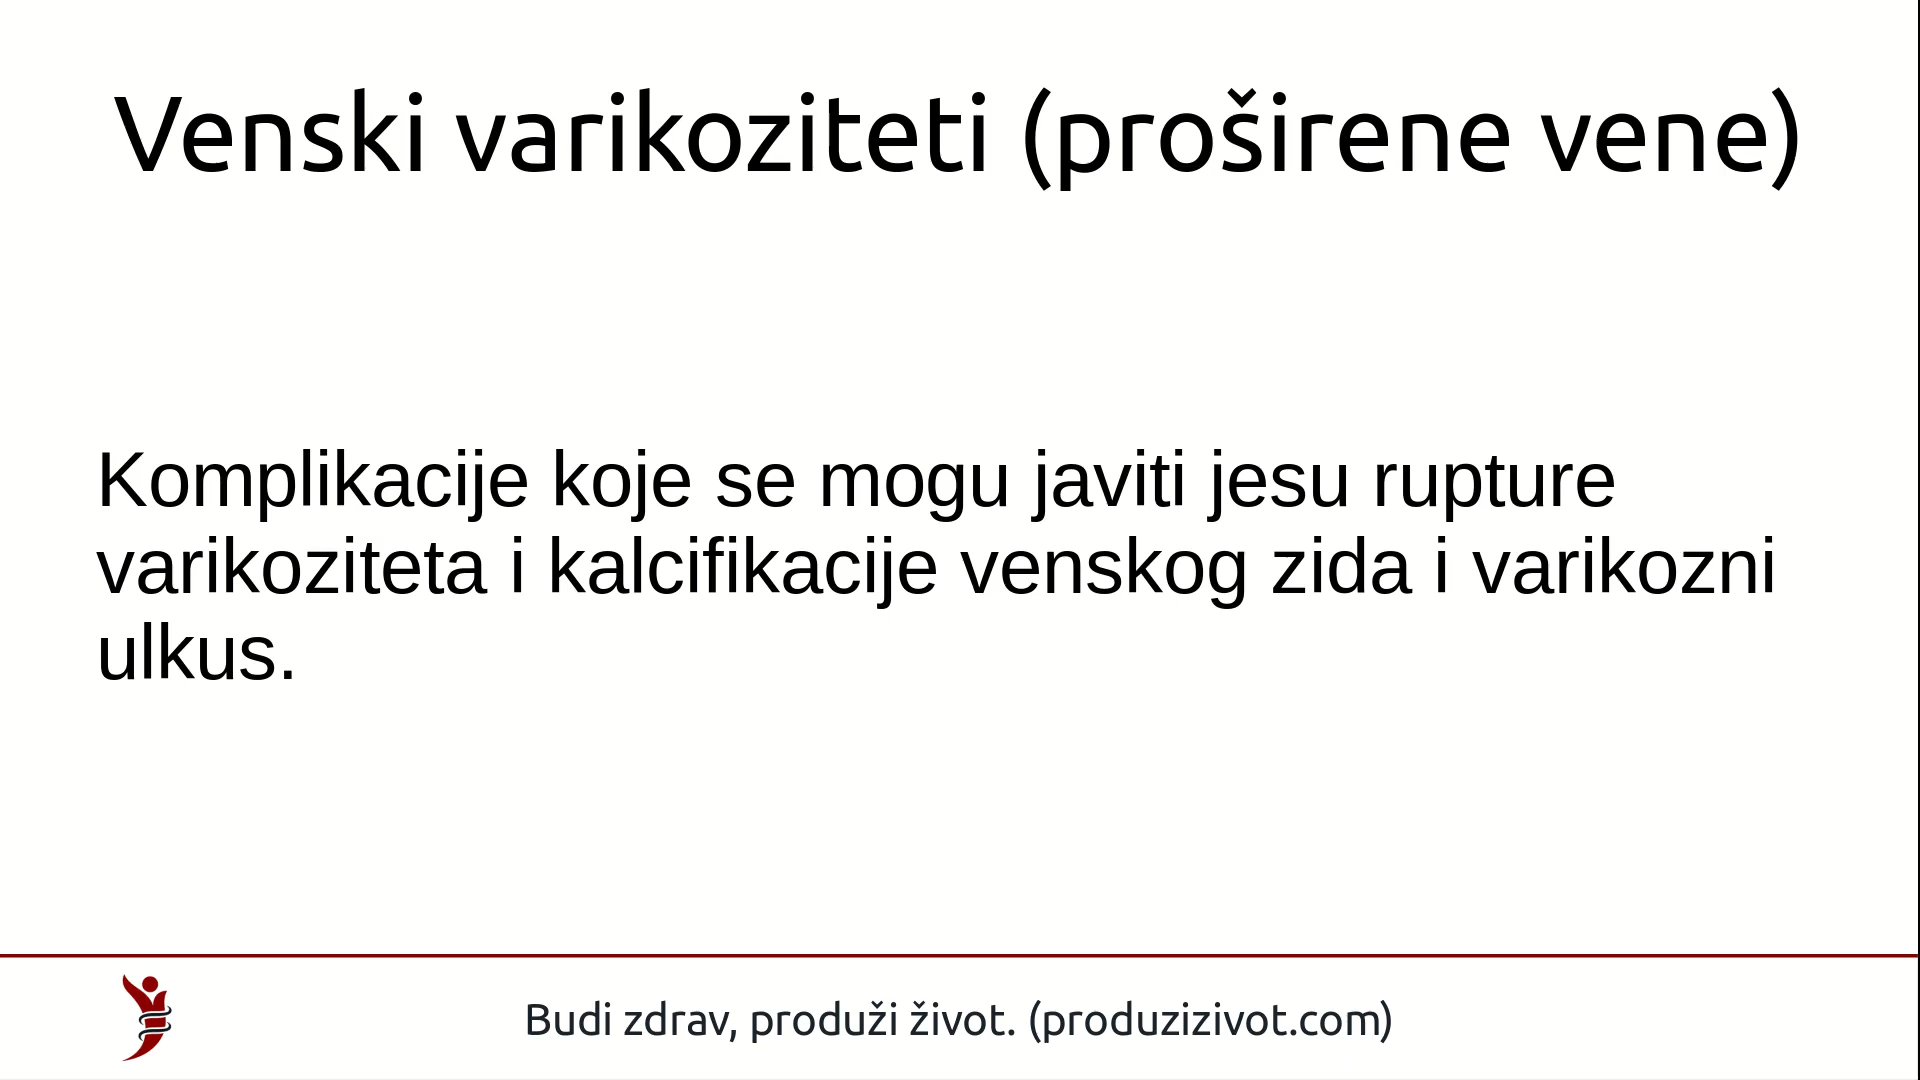 Venski varikoziteti (proširene vene)
Komplikacije koje se mogu javiti jesu rupture
varikoziteta i kalcifikacije venskog zida i varikozni
ulkus.
Budi zdrav, produži život. (produzizivot.com)